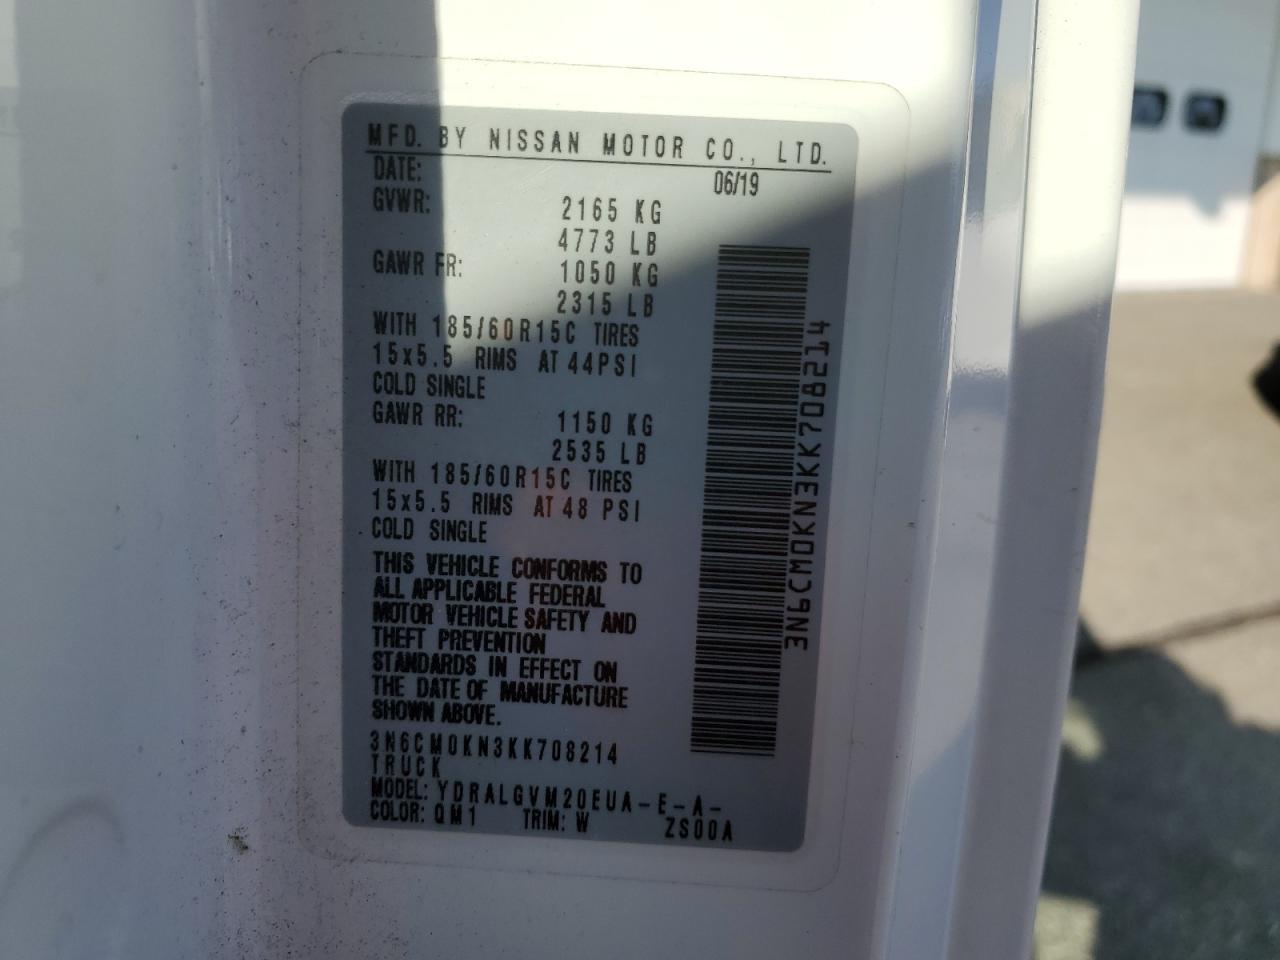 MFD. BY NISSAN MOTOR CO., LTD.
DATE: 06/19
GVWR: 2165 KG
4773 LB
GAWR FR: 1050 KG
2315 LB
WITH 185/60R15C TIRES
15x5.5 RIMS AT 44PSI
COLD SINGLE
GAWR RR: 1150 KG
2535 LB
WITH 185/60R15C TIRES
15x5.5 RIMS AT 48 PSI
COLD SINGLE
THIS VEHICLE CONFORMS TO
ALL APPLICABLE FEDERAL
MOTOR VEHICLE SAFETY AND
THEFT PREVENTION
STANDARDS IN EFFECT ON
THE DATE OF MANUFACTURE
SHOWN ABOVE.
3N6CM0KN3KK708214
TRUCK
MODEL: YDRALGVM20EUA-E-A-
COLOR: QM1 TRIM: W ZS00A
3N6CM0KN3KK708214